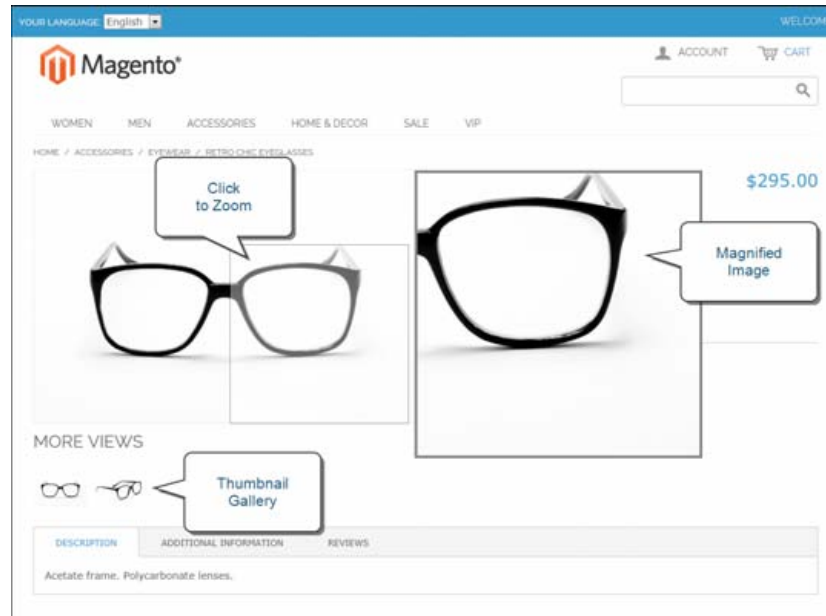 YOUR LANGUAGE: English
WELCOM
Magento®
ACCOUNT
CART
WOMEN MEN ACCESSORIES HOME & DECOR SALE VIP
HOME / ACCESSORIES / EYEWEAR / RETRO CHIC EYEGLASSES
Click
to Zoom
$295.00
Magnified
Image
MORE VIEWS
Thumbnail
Gallery
DESCRIPTION ADDITIONAL INFORMATION REVIEWS
Acetate frame. Polycarbonate lenses.